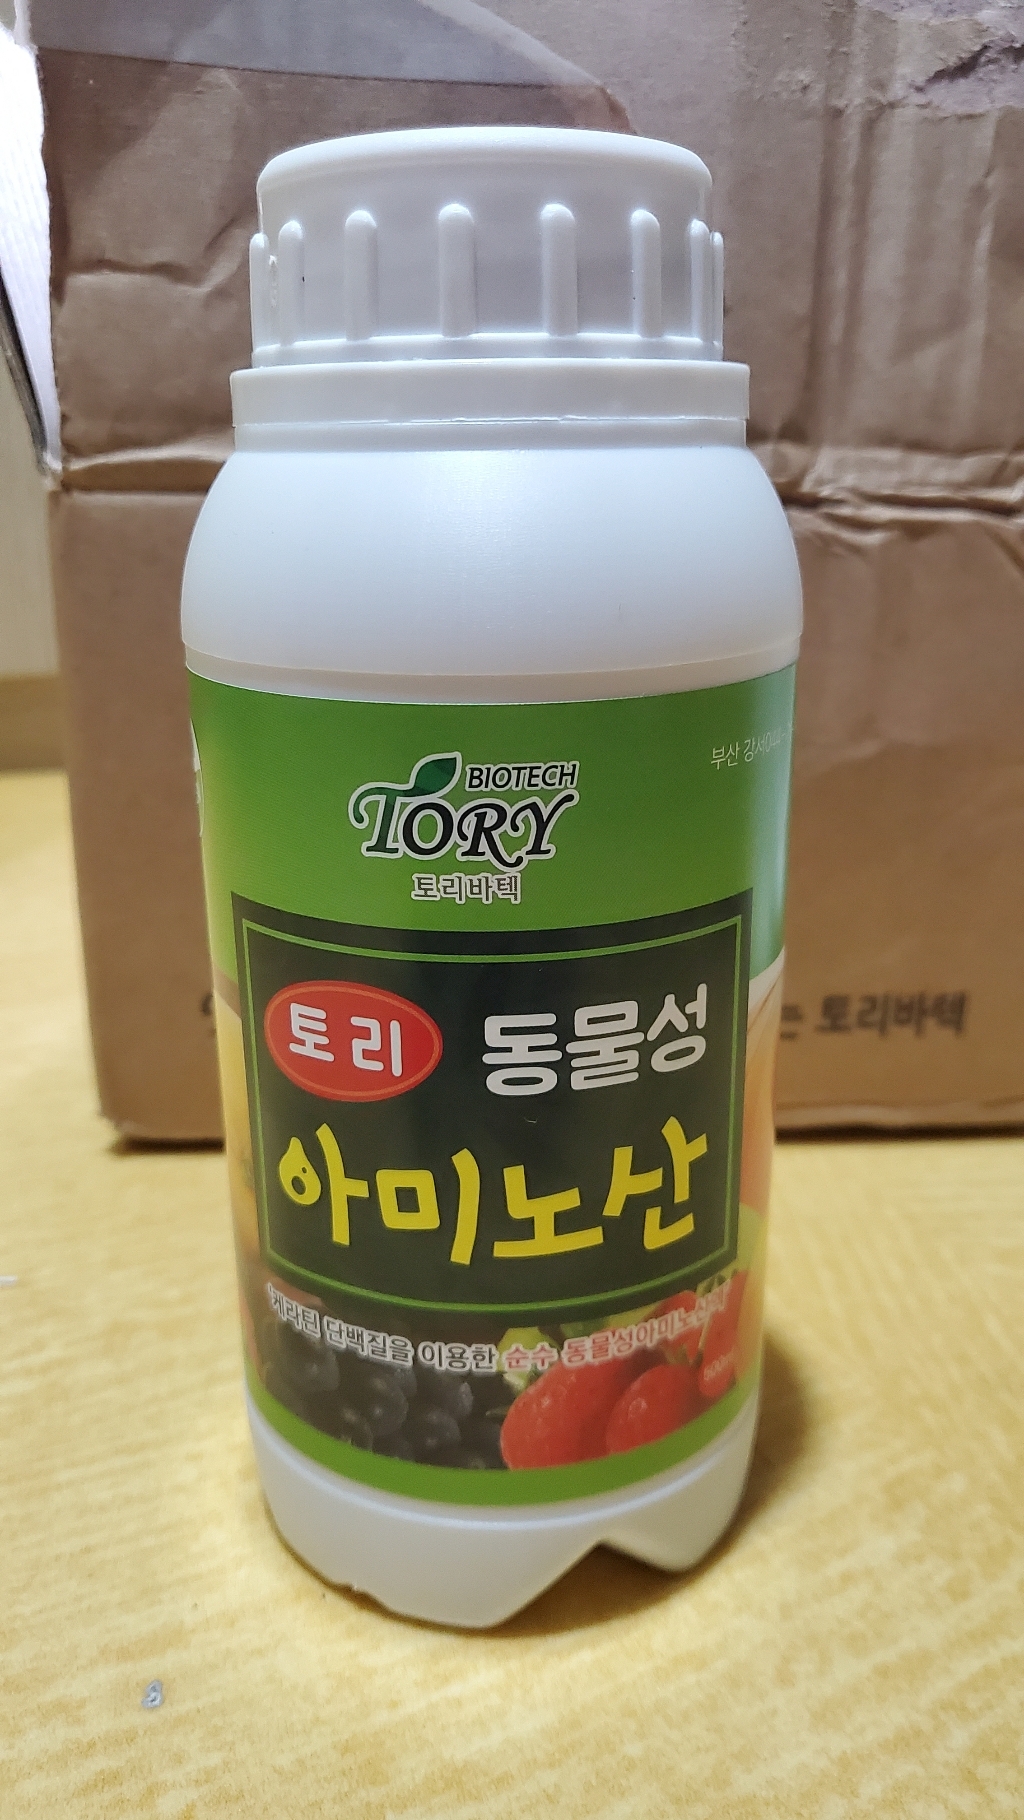 BIOTECH
TORY
토리바텍
부산 강서
토리 동물성
아미노산
케라틴 단백질을 이용한 순수 동물성아미노산액
500ml
토리바텍